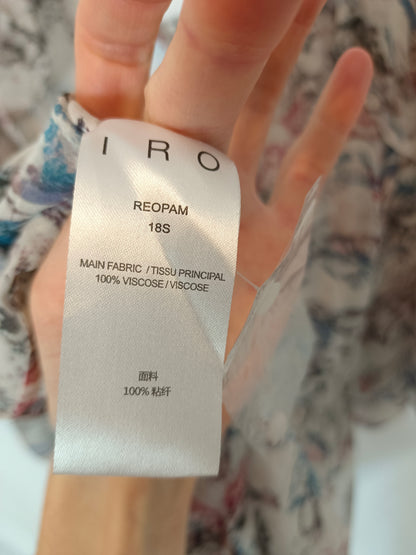 IRO
REOPAM
18S
MAIN FABRIC / TISSU PRINCIPAL
100% VISCOSE / VISCOSE
面料
100% 粘纤